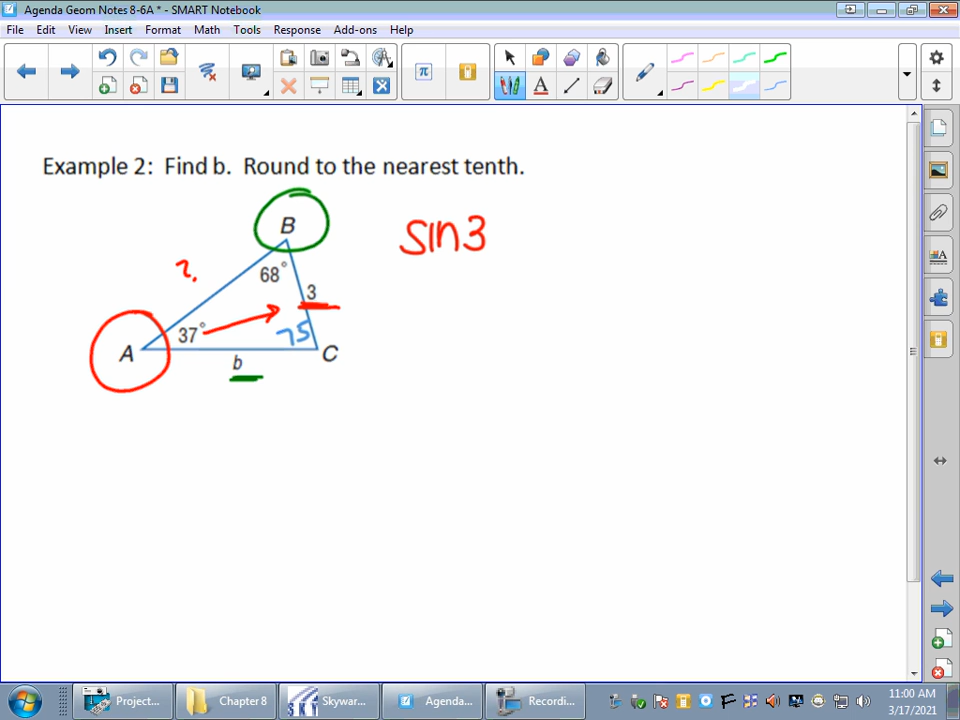 Agenda Geom Notes 8-6A * - SMART Notebook
File Edit View Insert Format Math Tools Response Add-ons Help
π
A
Example 2: Find b. Round to the nearest tenth.
B
sin3
?
68°
3
37°
75
A
C
b
Project...
Chapter 8
Skywar...
Agenda...
Recordi...
11:00 AM
3/17/2021